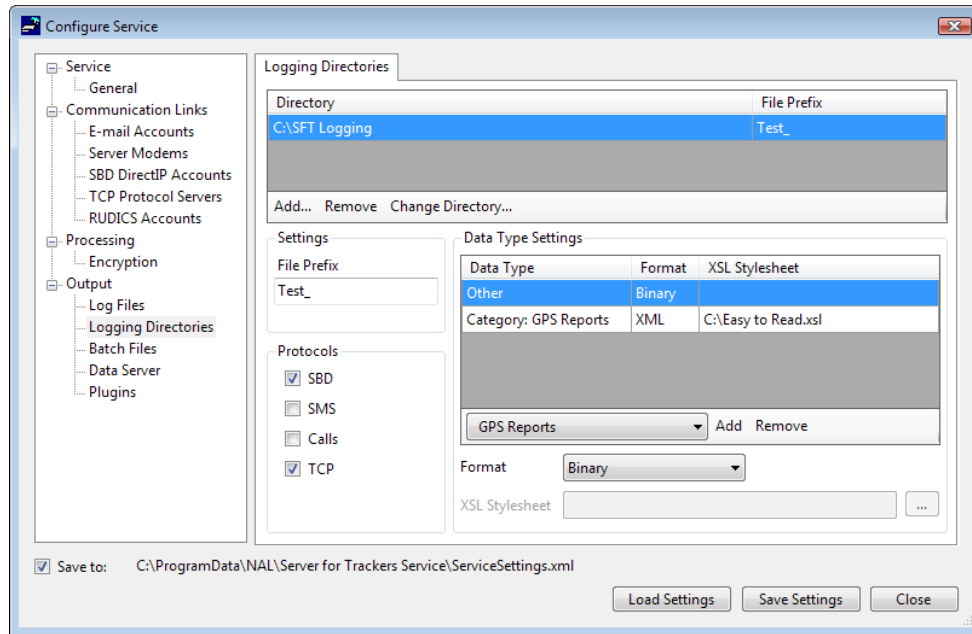 Configure Service
Service
General
Communication Links
E-mail Accounts
Server Modems
SBD DirectIP Accounts
TCP Protocol Servers
RUDICS Accounts
Processing
Encryption
Output
Log Files
Logging Directories
Batch Files
Data Server
Plugins
Logging Directories
Directory File Prefix
C:\SFT Logging Test_
Add... Remove Change Directory...
Settings
File Prefix
Test_
Protocols
SBD
SMS
Calls
TCP
Data Type Settings
Data Type Format XSL Stylesheet
Other Binary
Category: GPS Reports XML C:\Easy to Read.xsl
GPS Reports Add Remove
Format Binary
XSL Stylesheet ...
Save to: C:\ProgramData\NAL\Server for Trackers Service\ServiceSettings.xml
Load Settings Save Settings Close